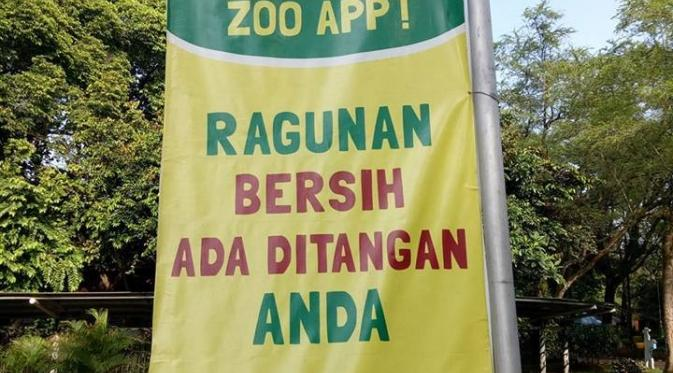 ZOO APP!
RAGUNAN
BERSIH
ADA DITANGAN
ANDA